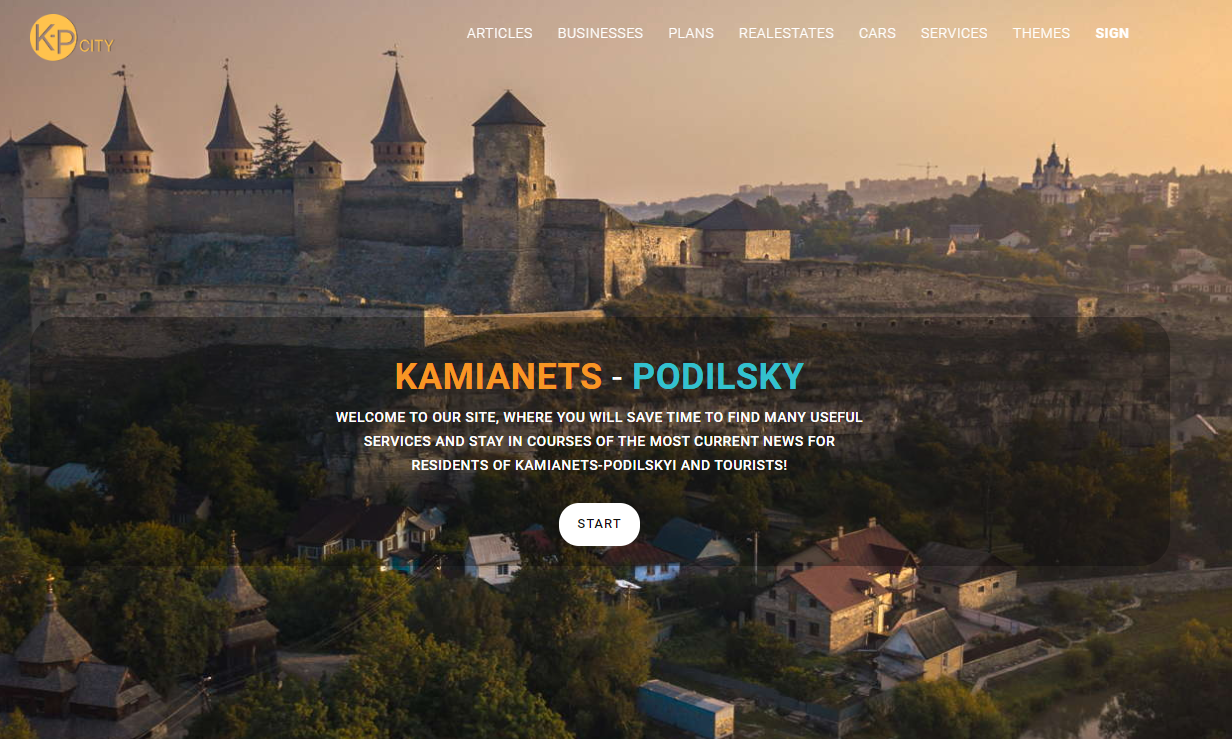 K-P CITY
ARTICLES BUSINESSES PLANS REALESTATES CARS SERVICES THEMES SIGN
KAMIANETS - PODILSKY
WELCOME TO OUR SITE, WHERE YOU WILL SAVE TIME TO FIND MANY USEFUL
SERVICES AND STAY IN COURSES OF THE MOST CURRENT NEWS FOR
RESIDENTS OF KAMIANETS-PODILSKYI AND TOURISTS!
START